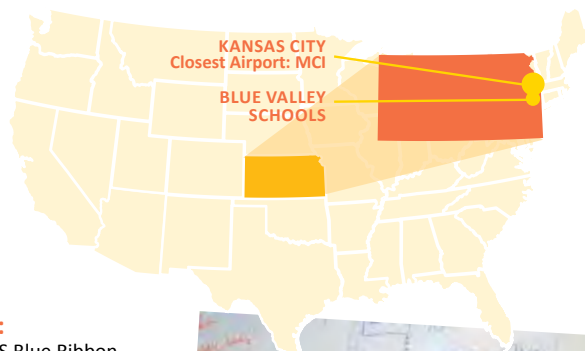 KANSAS CITY
Closest Airport: MCI
BLUE VALLEY
SCHOOLS
:
S Blue Ribbon